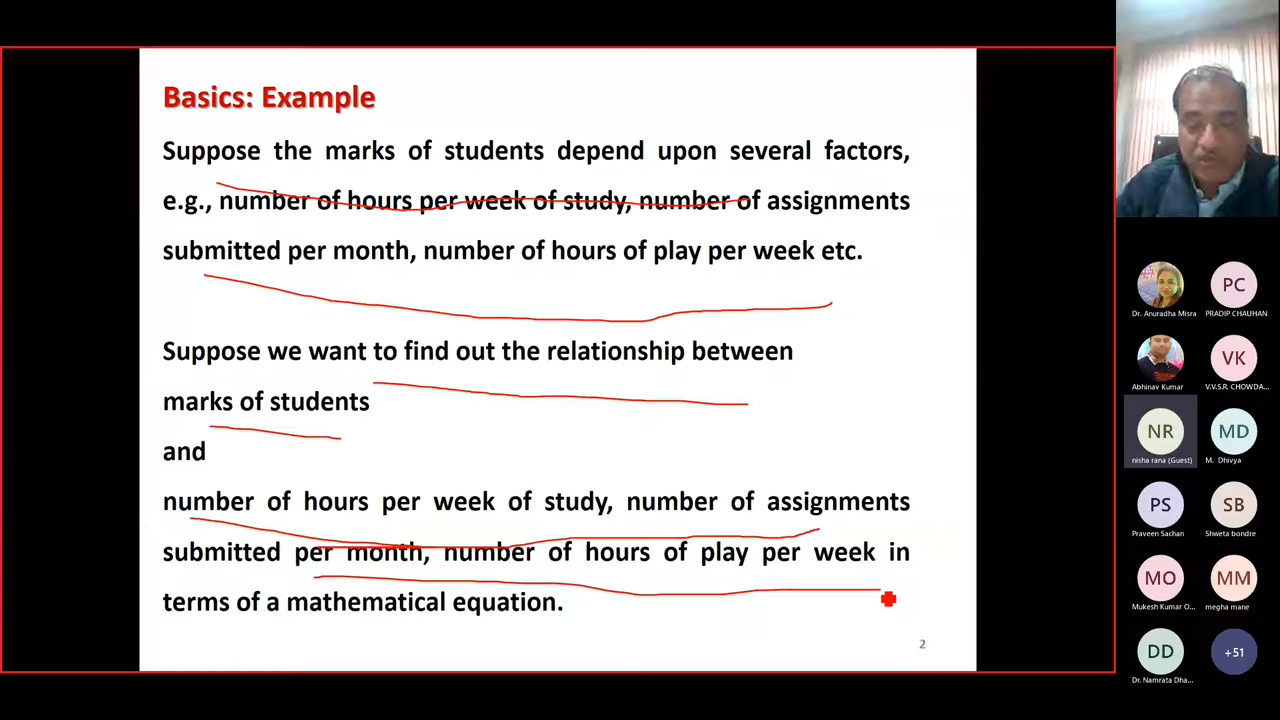 Basics: Example
Suppose the marks of students depend upon several factors,
e.g., number of hours per week of study, number of assignments
submitted per month, number of hours of play per week etc.
Suppose we want to find out the relationship between
marks of students
and
number of hours per week of study, number of assignments
submitted per month, number of hours of play per week in
terms of a mathematical equation.
2
Dr. Anuradha Misra
PC
PRADIP CHAUHAN
Abhinav Kumar
VK
V.V.S.R. CHOWDA...
NR
nisha rana (Guest)
MD
M. Dhivya
PS
Praveen Sachan
SB
Shweta bondre
MO
Mukesh Kumar O...
MM
megha mane
DD
Dr. Namrata Dha...
+51